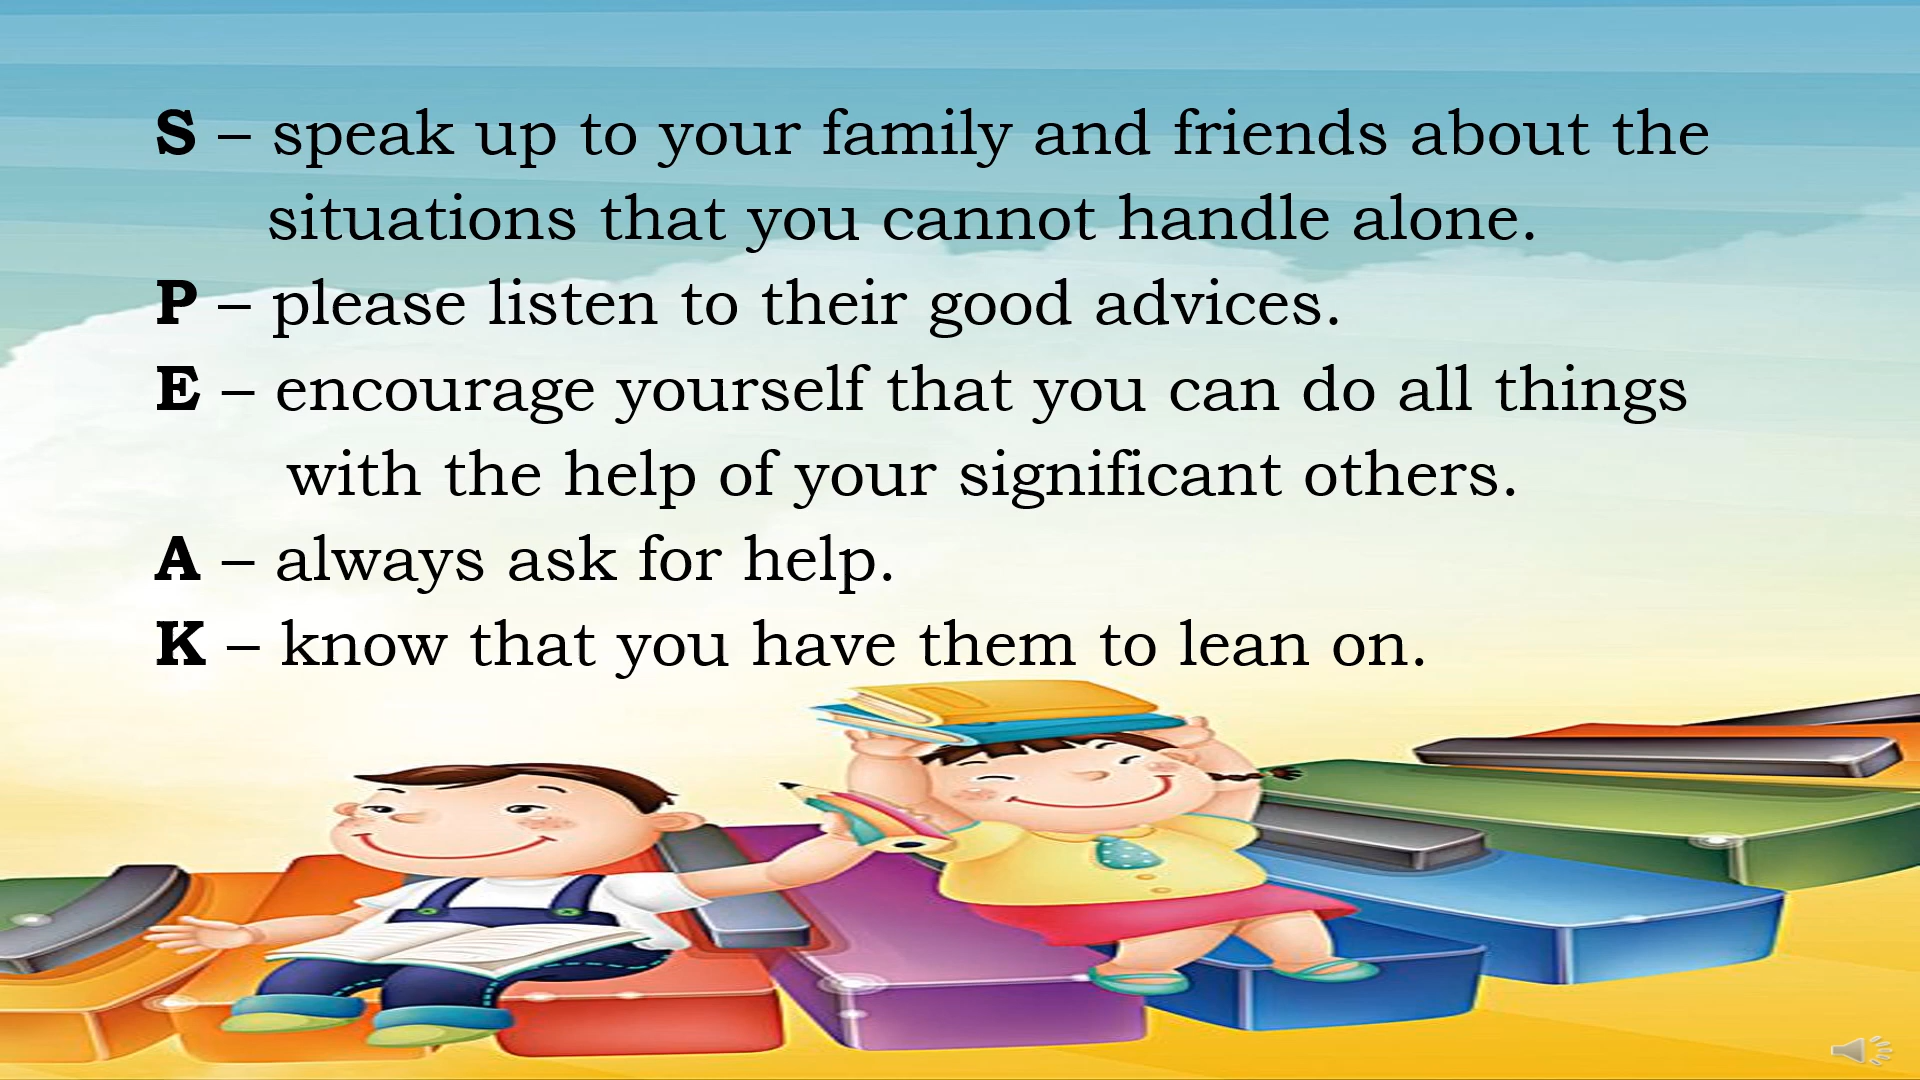 S – speak up to your family and friends about the
situations that you cannot handle alone.
P – please listen to their good advices.
E – encourage yourself that you can do all things
with the help of your significant others.
A – always ask for help.
K – know that you have them to lean on.